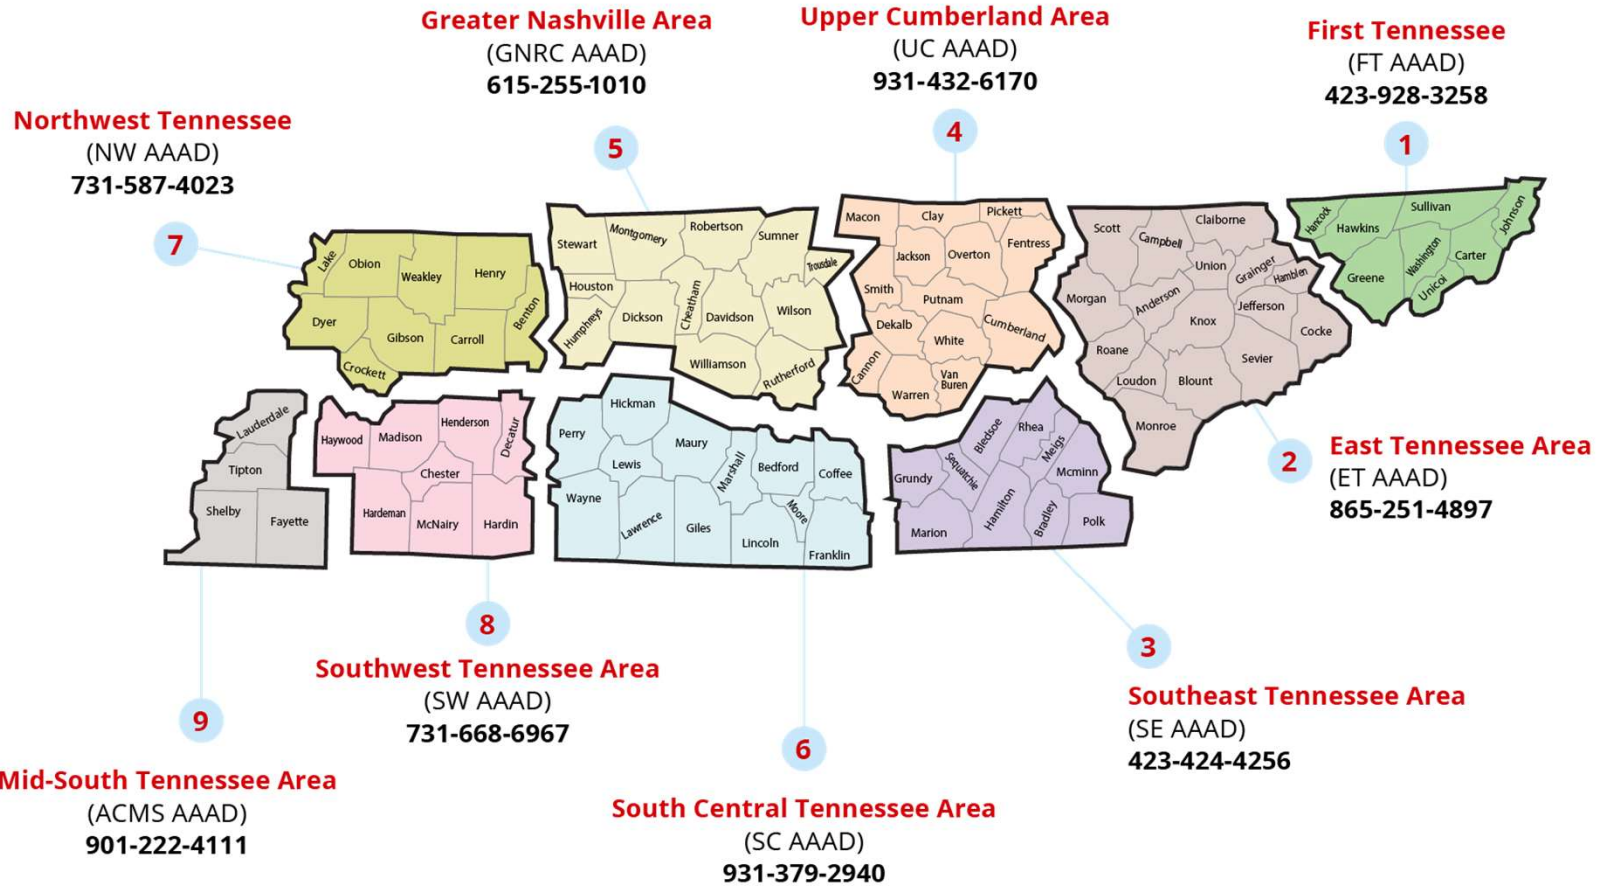 Greater Nashville Area
(GNRC AAAD)
615-255-1010
Upper Cumberland Area
(UC AAAD)
931-432-6170
First Tennessee
(FT AAAD)
423-928-3258
Northwest Tennessee
(NW AAAD)
731-587-4023
5
4
1
7
Lake
Obion
Weakley
Henry
Benton
Dyer
Gibson
Carroll
Crockett
Stewart
Montgomery
Robertson
Sumner
Trousdale
Houston
Humphreys
Dickson
Cheatham
Davidson
Wilson
Williamson
Rutherford
Macon
Clay
Pickett
Jackson
Overton
Fentress
Smith
Putnam
Dekalb
White
Cumberland
Cannon
Warren
Van
Buren
Scott
Campbell
Claiborne
Union
Grainger
Hamblen
Morgan
Anderson
Knox
Jefferson
Cocke
Roane
Loudon
Blount
Sevier
Monroe
Hancock
Hawkins
Sullivan
Johnson
Greene
Washington
Carter
Unicoi
Lauderdale
Tipton
Shelby
Fayette
Haywood
Madison
Henderson
Decatur
Chester
Hardeman
McNairy
Hardin
Hickman
Perry
Lewis
Maury
Marshall
Bedford
Coffee
Wayne
Lawrence
Giles
Moore
Lincoln
Franklin
Bledsoe
Rhea
Meigs
Grundy
Sequatchie
Mcminn
Marion
Hamilton
Bradley
Polk
2
East Tennessee Area
(ET AAAD)
865-251-4897
8
Southwest Tennessee Area
(SW AAAD)
731-668-6967
3
Southeast Tennessee Area
(SE AAAD)
423-424-4256
9
Mid-South Tennessee Area
(ACMS AAAD)
901-222-4111
6
South Central Tennessee Area
(SC AAAD)
931-379-2940